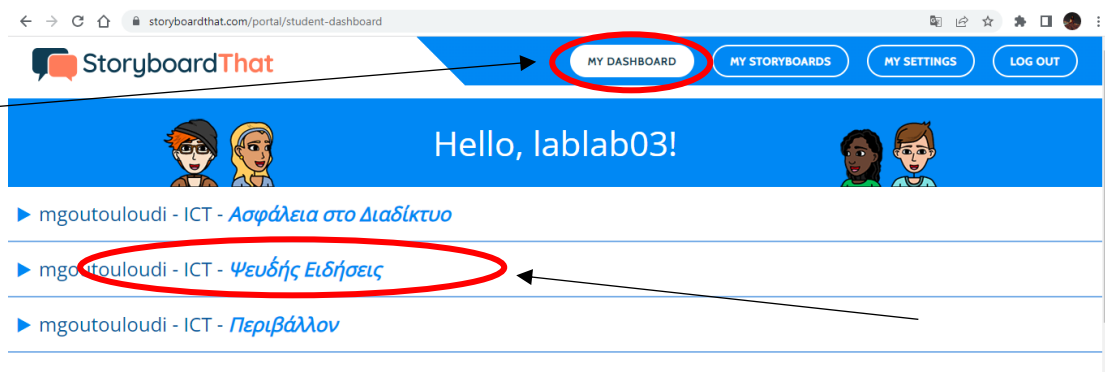 storyboardthat.com/portal/student-dashboard
StoryboardThat
MY DASHBOARD MY STORYBOARDS MY SETTINGS LOG OUT
Hello, lablab03!
mgoutouloudi - ICT - Ασφάλεια στο Διαδίκτυο
mgoutouloudi - ICT - Ψευδής Ειδήσεις
mgoutouloudi - ICT - Περιβάλλον